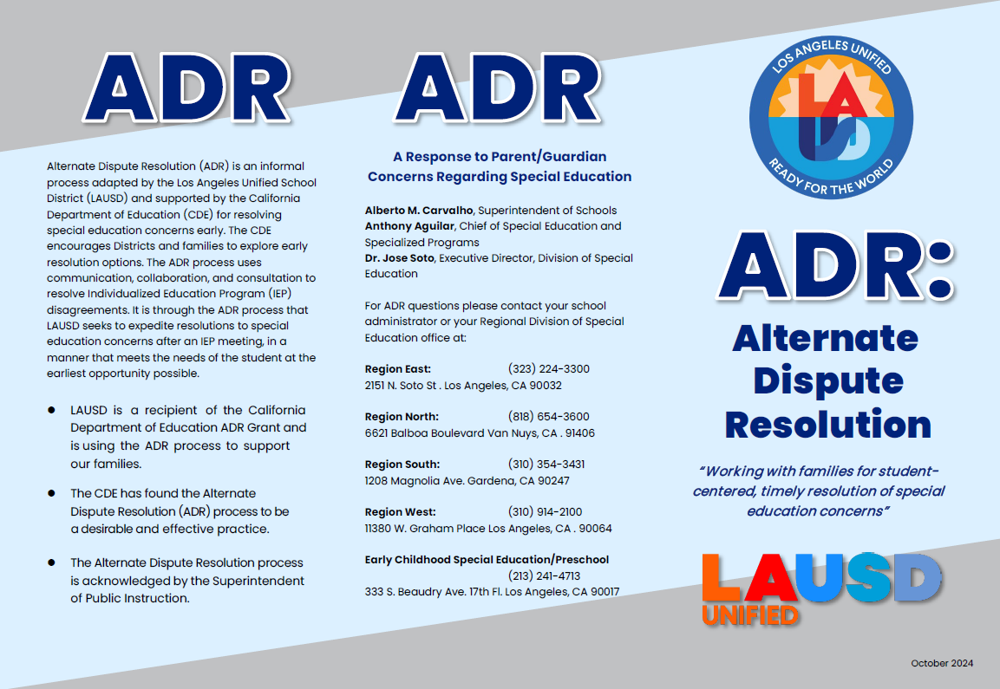 ADR
Alternate Dispute Resolution (ADR) is an informal
process adapted by the Los Angeles Unified School
District (LAUSD) and supported by the California
Department of Education (CDE) for resolving
special education concerns early. The CDE
encourages Districts and families to explore early
resolution options. The ADR process uses
communication, collaboration, and consultation to
resolve Individualized Education Program (IEP)
disagreements. It is through the ADR process that
LAUSD seeks to expedite resolutions to special
education concerns after an IEP meeting, in a
manner that meets the needs of the student at the
earliest opportunity possible.
● LAUSD is a recipient of the California
Department of Education ADR Grant and
is using the ADR process to support
our families.
● The CDE has found the Alternate
Dispute Resolution (ADR) process to be
a desirable and effective practice.
● The Alternate Dispute Resolution process
is acknowledged by the Superintendent
of Public Instruction.
ADR
A Response to Parent/Guardian
Concerns Regarding Special Education
Alberto M. Carvalho, Superintendent of Schools
Anthony Aguilar, Chief of Special Education and
Specialized Programs
Dr. Jose Soto, Executive Director, Division of Special
Education
For ADR questions please contact your school
administrator or your Regional Division of Special
Education office at:
Region East: (323) 224-3300
2151 N. Soto St . Los Angeles, CA 90032
Region North: (818) 654-3600
6621 Balboa Boulevard Van Nuys, CA . 91406
Region South: (310) 354-3431
1208 Magnolia Ave. Gardena, CA 90247
Region West: (310) 914-2100
11380 W. Graham Place Los Angeles, CA . 90064
Early Childhood Special Education/Preschool
(213) 241-4713
333 S. Beaudry Ave. 17th Fl. Los Angeles, CA 90017
LOS ANGELES UNIFIED
LA
USD
READY FOR THE WORLD
ADR:
Alternate
Dispute
Resolution
“Working with families for student-
centered, timely resolution of special
education concerns”
LAUSD
UNIFIED
October 2024